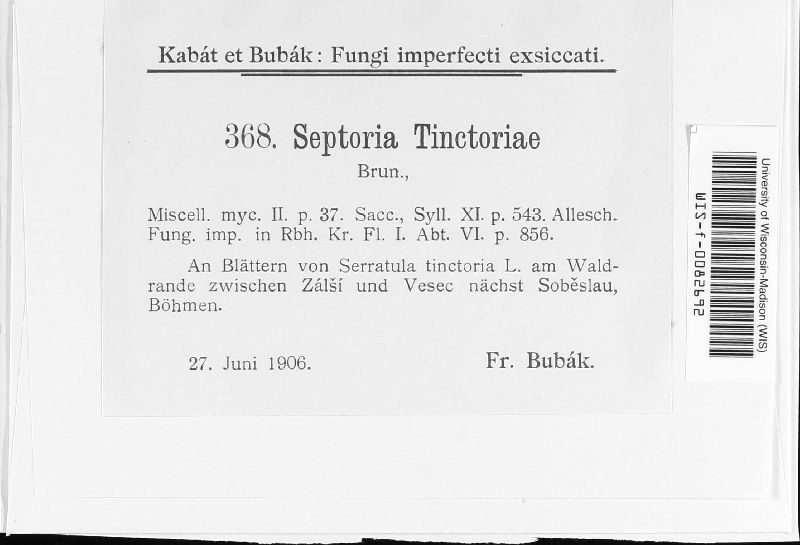 Kabát et Bubák: Fungi imperfecti exsiccati.
368. Septoria Tinctoriae
Brun.,
Miscell. myc. II. p. 37. Sacc., Syll. XI. p. 543. Allesch.
Fung. imp. in Rbh. Kr. Fl. I. Abt. VI. p. 856.
An Blättern von Serratula tinctoria L. am Wald-
rande zwischen Zálší und Vesec nächst Soběslau,
Böhmen.
27. Juni 1906.
Fr. Bubák.
University of Wisconsin-Madison (WIS)
WIS-f-0082692